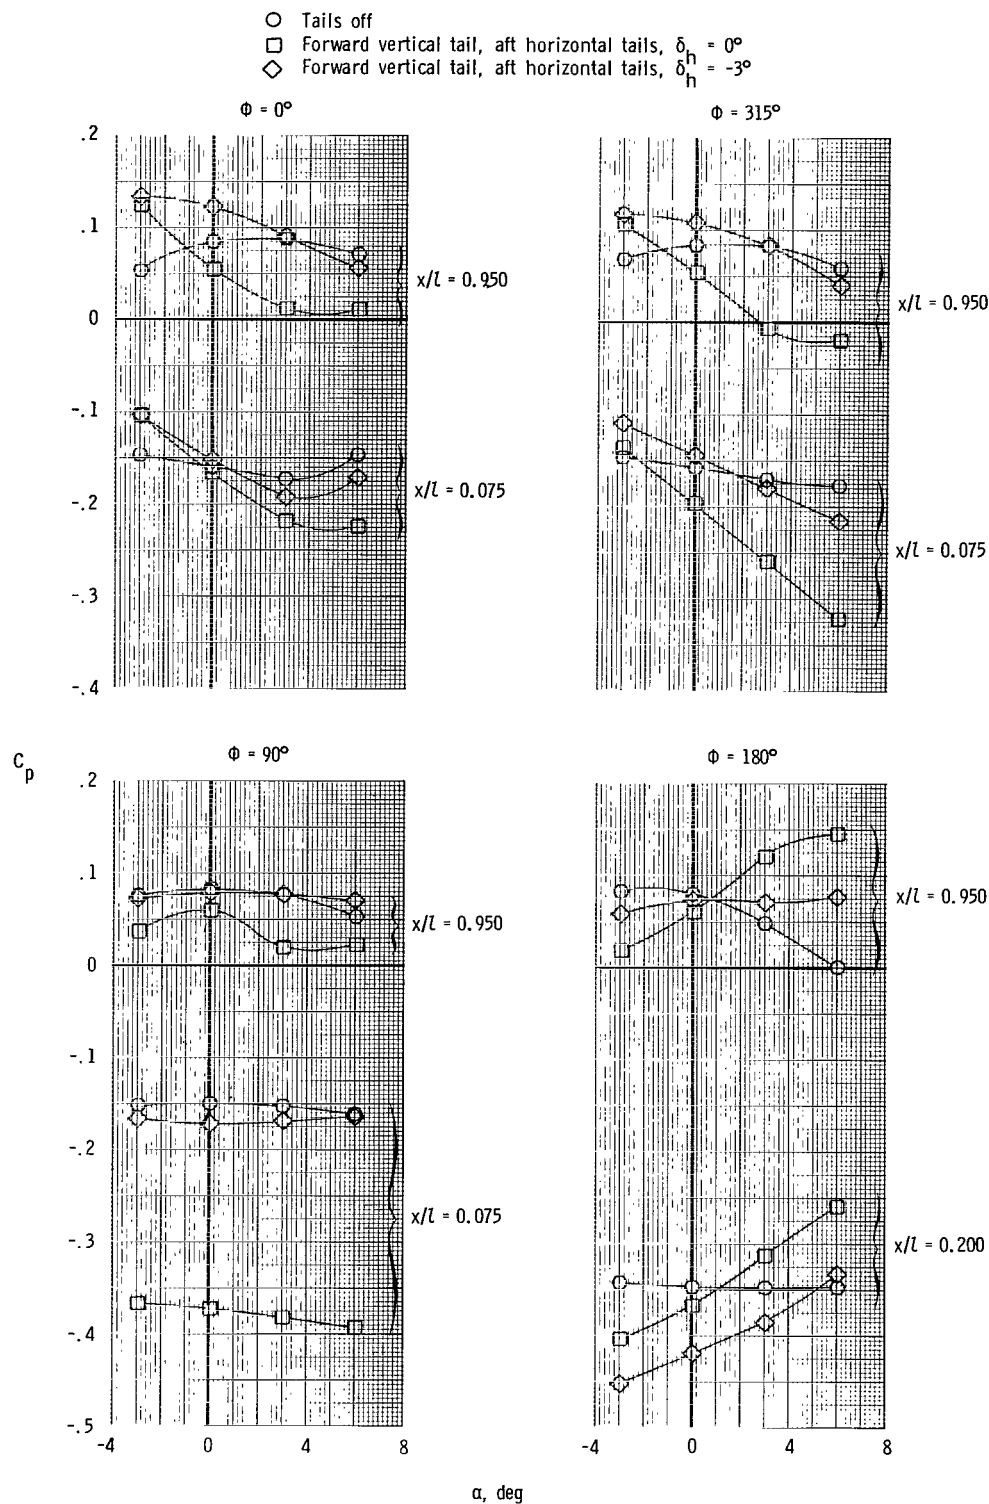 Tails off
Forward vertical tail, aft horizontal tails, δh = 0°
Forward vertical tail, aft horizontal tails, δh = -3°
Φ = 0°
Φ = 315°
.2
.1
0
-.1
-.2
-.3
-.4
x/l = 0.950
x/l = 0.075
x/l = 0.950
x/l = 0.075
Cp
Φ = 90°
Φ = 180°
.2
.1
0
-.1
-.2
-.3
-.4
-.5
x/l = 0.950
x/l = 0.075
x/l = 0.950
x/l = 0.200
-4 0 4 8
-4 0 4 8
α, deg